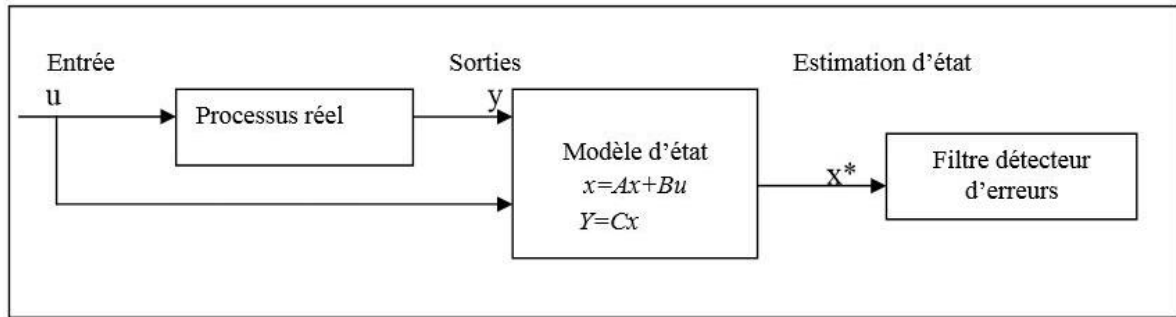 Entrée
u
Processus réel
Sorties
y
Modèle d’état
x=Ax+Bu
Y=Cx
Estimation d’état
x*
Filtre détecteur
d’erreurs